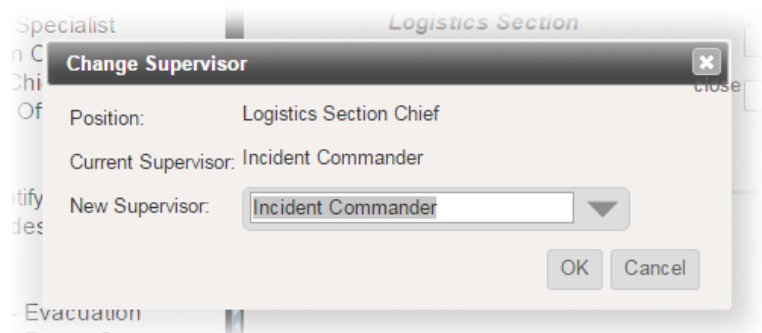 Specialist
Logistics Section
Change Supervisor
close
Of
Position: Logistics Section Chief
Current Supervisor: Incident Commander
New Supervisor: Incident Commander
OK Cancel
- Evacuation